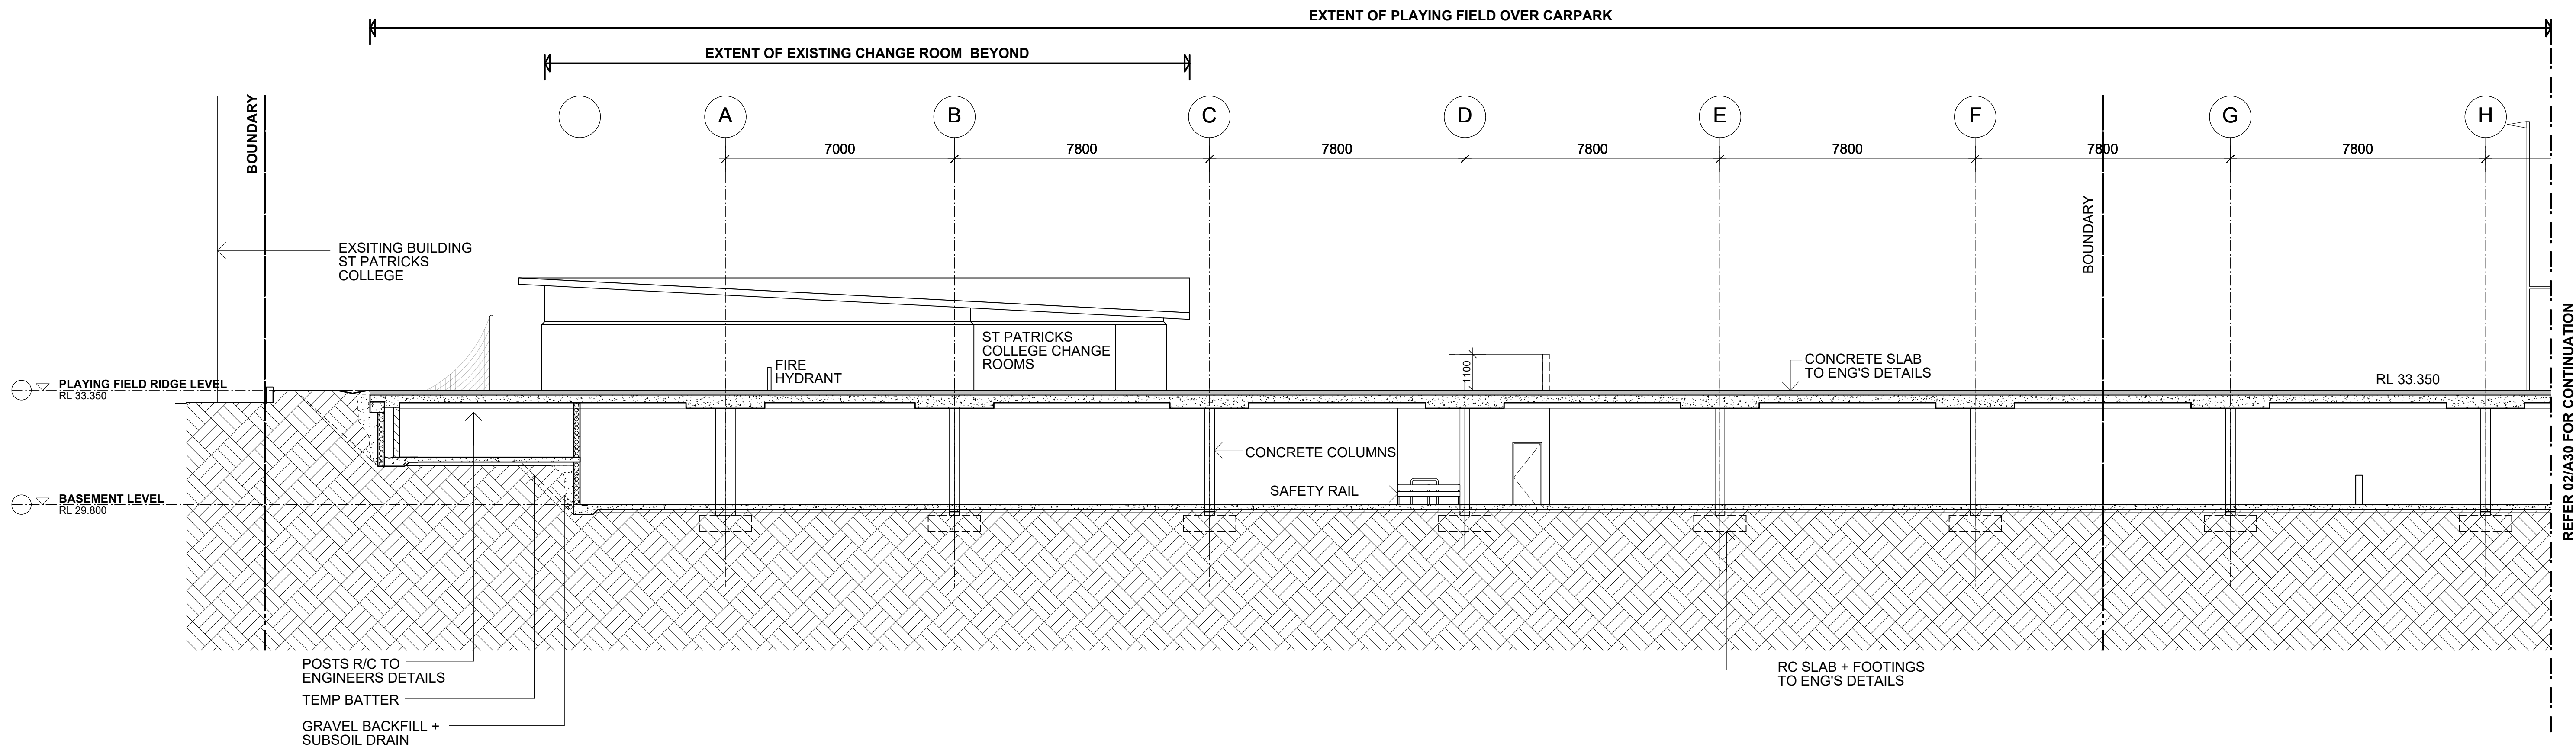 EXTENT OF PLAYING FIELD OVER CARPARK
EXTENT OF EXISTING CHANGE ROOM BEYOND
BOUNDARY
A
B
C
D
E
F
G
H
7000
7800
7800
7800
7800
7800
7800
BOUNDARY
EXSITING BUILDING
ST PATRICKS
COLLEGE
ST PATRICKS
COLLEGE CHANGE
ROOMS
FIRE
HYDRANT
1100
CONCRETE SLAB
TO ENG'S DETAILS
RL 33.350
PLAYING FIELD RIDGE LEVEL
RL 33.350
CONCRETE COLUMNS
SAFETY RAIL
BASEMENT LEVEL
RL 29.800
REFER 02/A30 FOR CONTINUATION
POSTS R/C TO
ENGINEERS DETAILS
TEMP BATTER
GRAVEL BACKFILL +
SUBSOIL DRAIN
RC SLAB + FOOTINGS
TO ENG'S DETAILS